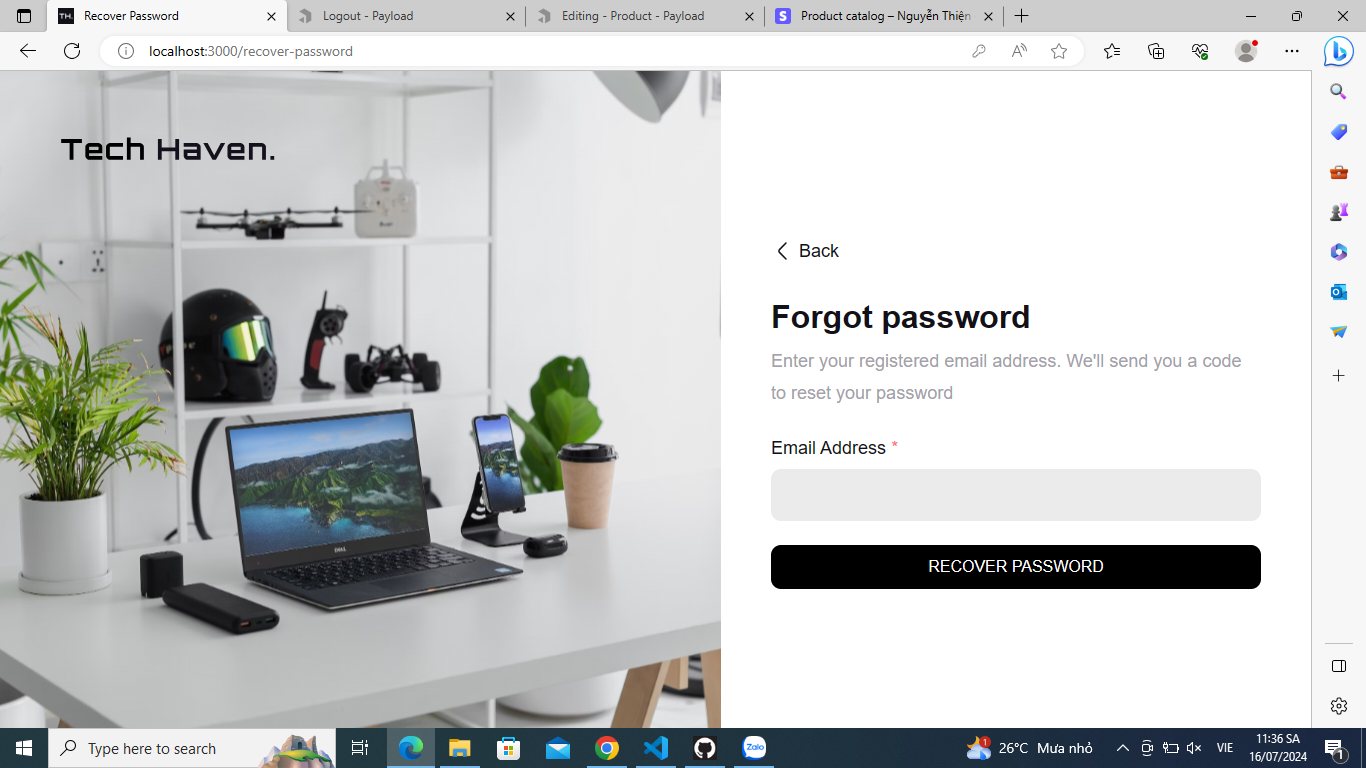 Recover Password
Logout - Payload
Editing - Product - Payload
Product catalog – Nguyễn Thiện
localhost:3000/recover-password
Tech Haven.
Back
Forgot password
Enter your registered email address. We'll send you a code
to reset your password
Email Address *
RECOVER PASSWORD
DELL
Type here to search
1
26°C Mưa nhỏ
VIE
11:36 SA
16/07/2024
1
Zalo